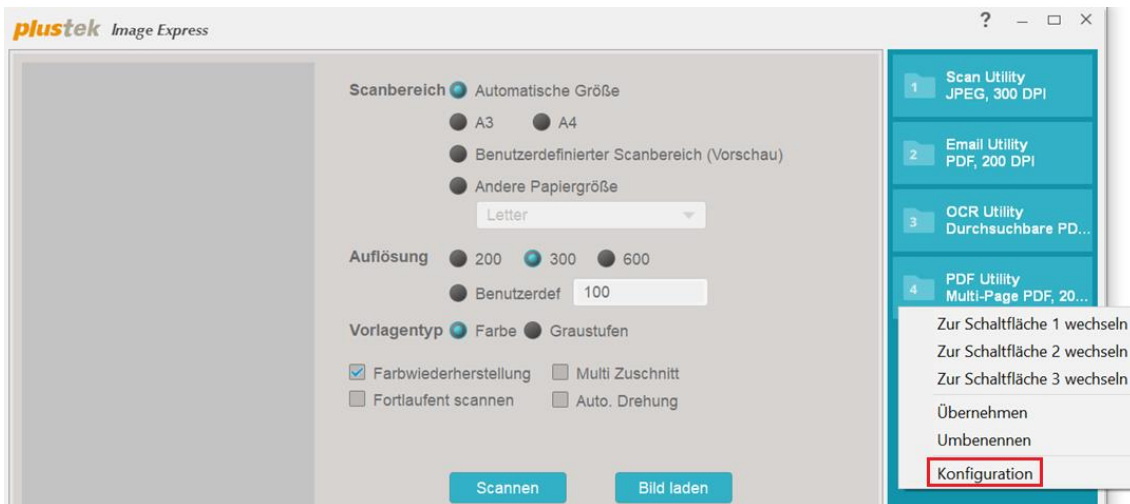 plustek Image Express
?
Scanbereich Automatische Größe
A3 A4
Benutzerdefinierter Scanbereich (Vorschau)
Andere Papiergröße
Letter
Auflösung 200 300 600
Benutzerdef 100
Vorlagentyp Farbe Graustufen
Farbwiederherstellung Multi Zuschnitt
Fortlaufent scannen Auto. Drehung
Scannen Bild laden
1 Scan Utility
JPEG, 300 DPI
2 Email Utility
PDF, 200 DPI
3 OCR Utility
Durchsuchbare PD...
4 PDF Utility
Multi-Page PDF, 20...
Zur Schaltfläche 1 wechseln
Zur Schaltfläche 2 wechseln
Zur Schaltfläche 3 wechseln
Übernehmen
Umbenennen
Konfiguration